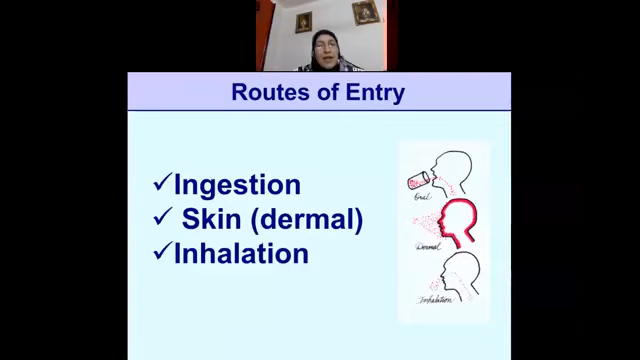 Routes of Entry
✓Ingestion
✓ Skin (dermal)
✓Inhalation
Oral
Dermal
Inhalation